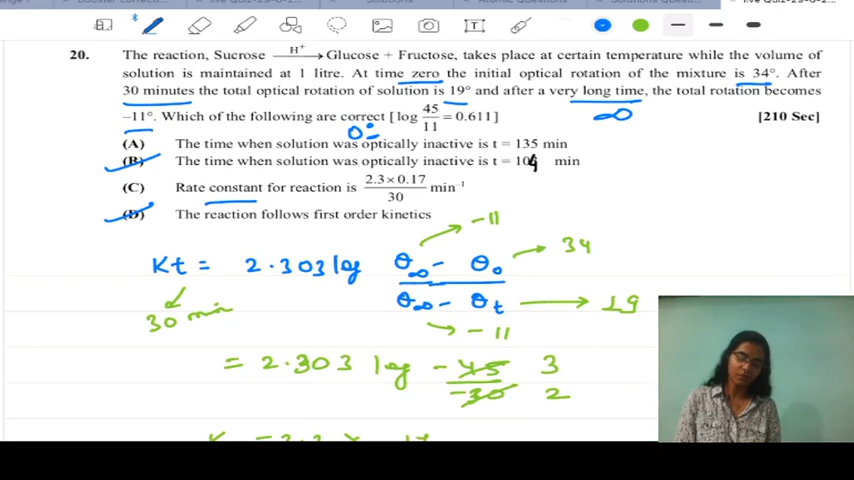 20. The reaction, Sucrose H⁺ → Glucose + Fructose, takes place at certain temperature while the volume of
solution is maintained at 1 litre. At time zero the initial optical rotation of the mixture is 34°. After
30 minutes the total optical rotation of solution is 19° and after a very long time, the total rotation becomes
–11°. Which of the following are correct [ log 45/11 = 0.611] [210 Sec]
0° ∞
(A) The time when solution was optically inactive is t = 135 min
(B) The time when solution was optically inactive is t = 104 min
(C) Rate constant for reaction is 2.3 × 0.17 / 30 min⁻¹
(D) The reaction follows first order kinetics
→ -11
Kt = 2.303 log θ∞ - θ₀ → 34
θ∞ - θt → 19
30 min → -11
= 2.303 log -45 3
-30 2